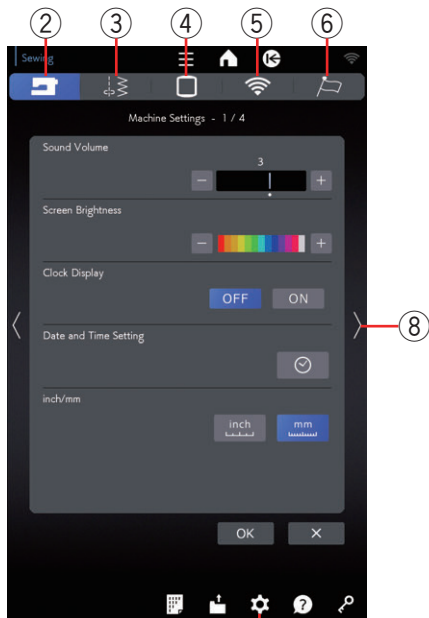 ② ③ ④ ⑤ ⑥
Sewing
Machine Settings - 1 / 4
Sound Volume
3
− +
Screen Brightness
− +
Clock Display
OFF ON
⑧
Date and Time Setting
inch/mm
inch mm
OK ×
?